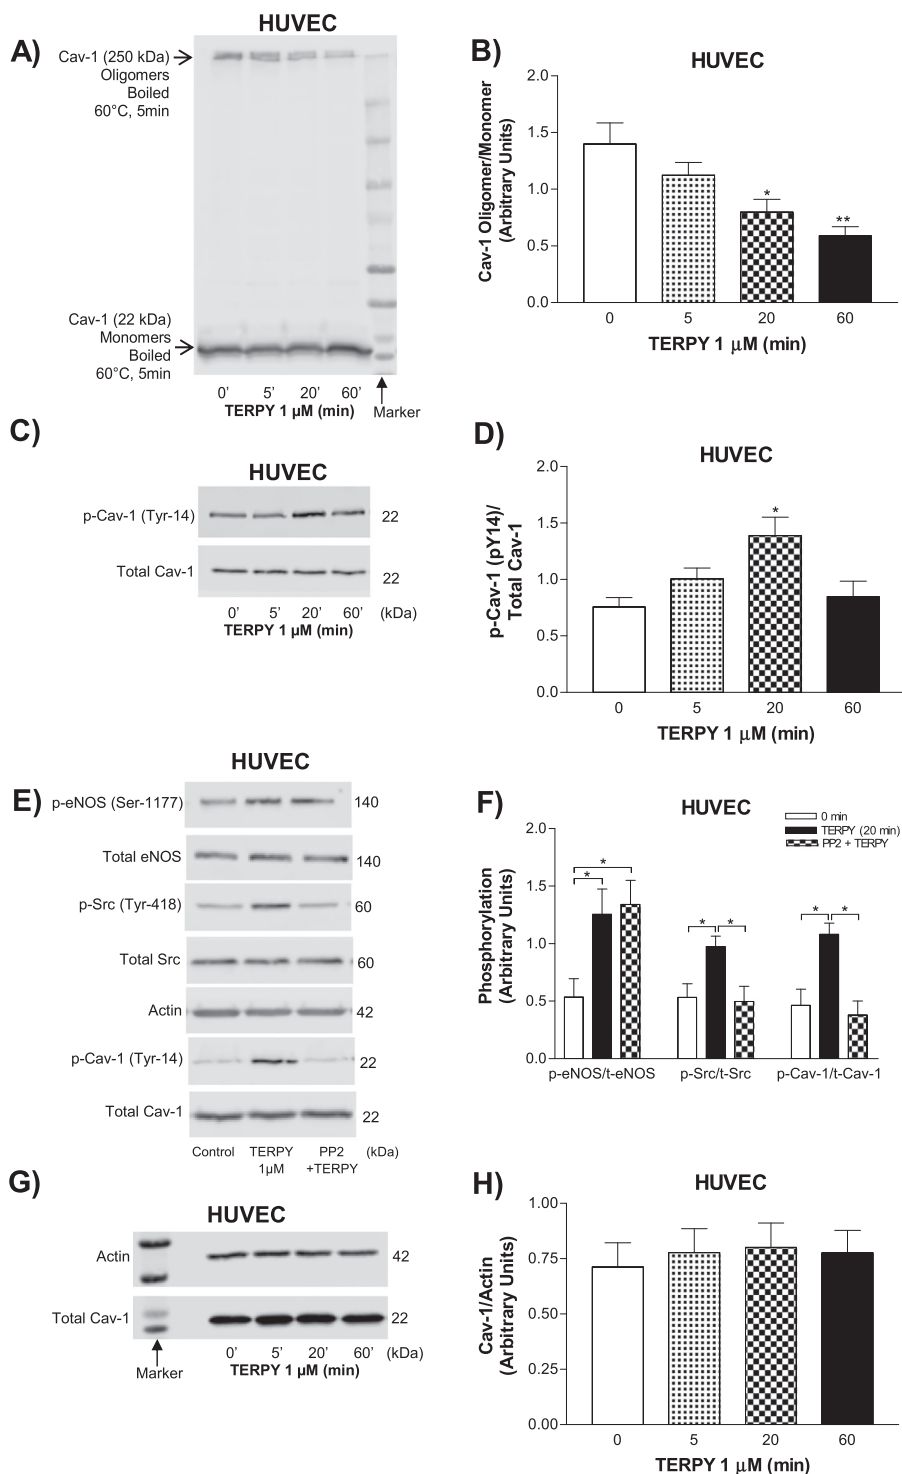 A)
HUVEC
Cav-1 (250 kDa)
Oligomers
Boiled
60°C, 5min
Cav-1 (22 kDa)
Monomers
Boiled
60°C, 5min
0' 5' 20' 60'
TERPY 1 µM (min)
Marker
B)
HUVEC
Cav-1 Oligomer/Monomer
(Arbitrary Units)
2.0
1.5
1.0
0.5
0.0
*
**
0 5 20 60
TERPY 1 µM (min)
C)
HUVEC
p-Cav-1 (Tyr-14)
22
Total Cav-1
22
0' 5' 20' 60' (kDa)
TERPY 1 µM (min)
D)
HUVEC
p-Cav-1 (pY14)/
Total Cav-1
2.0
1.5
1.0
0.5
0.0
*
0 5 20 60
TERPY 1 µM (min)
E)
HUVEC
p-eNOS (Ser-1177)
140
Total eNOS
140
p-Src (Tyr-418)
60
Total Src
60
Actin
42
p-Cav-1 (Tyr-14)
22
Total Cav-1
22
Control TERPY PP2 (kDa)
1µM +TERPY
F)
HUVEC
0 min
TERPY (20 min)
PP2 + TERPY
Phosphorylation
(Arbitrary Units)
2.0
1.5
1.0
0.5
0.0
*
*
* *
* *
p-eNOS/t-eNOS p-Src/t-Src p-Cav-1/t-Cav-1
G)
HUVEC
Actin
42
Total Cav-1
22
0' 5' 20' 60' (kDa)
Marker
TERPY 1 µM (min)
H)
HUVEC
Cav-1/Actin
(Arbitrary Units)
1.00
0.75
0.50
0.25
0.00
0 5 20 60
TERPY 1 µM (min)